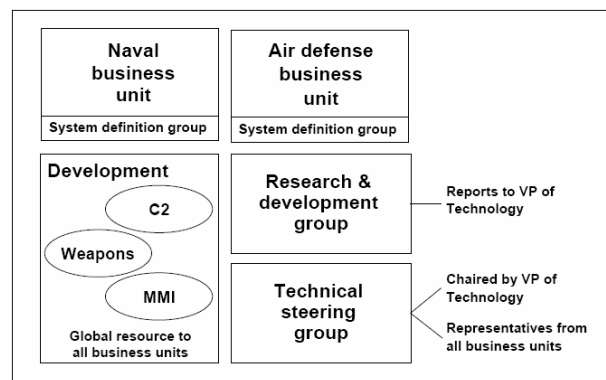 Naval
business
unit
System definition group
Air defense
business
unit
System definition group
Development
C2
Weapons
MMI
Global resource to
all business units
Research &
development
group
Reports to VP of
Technology
Technical
steering
group
Chaired by VP of
Technology
Representatives from
all business units